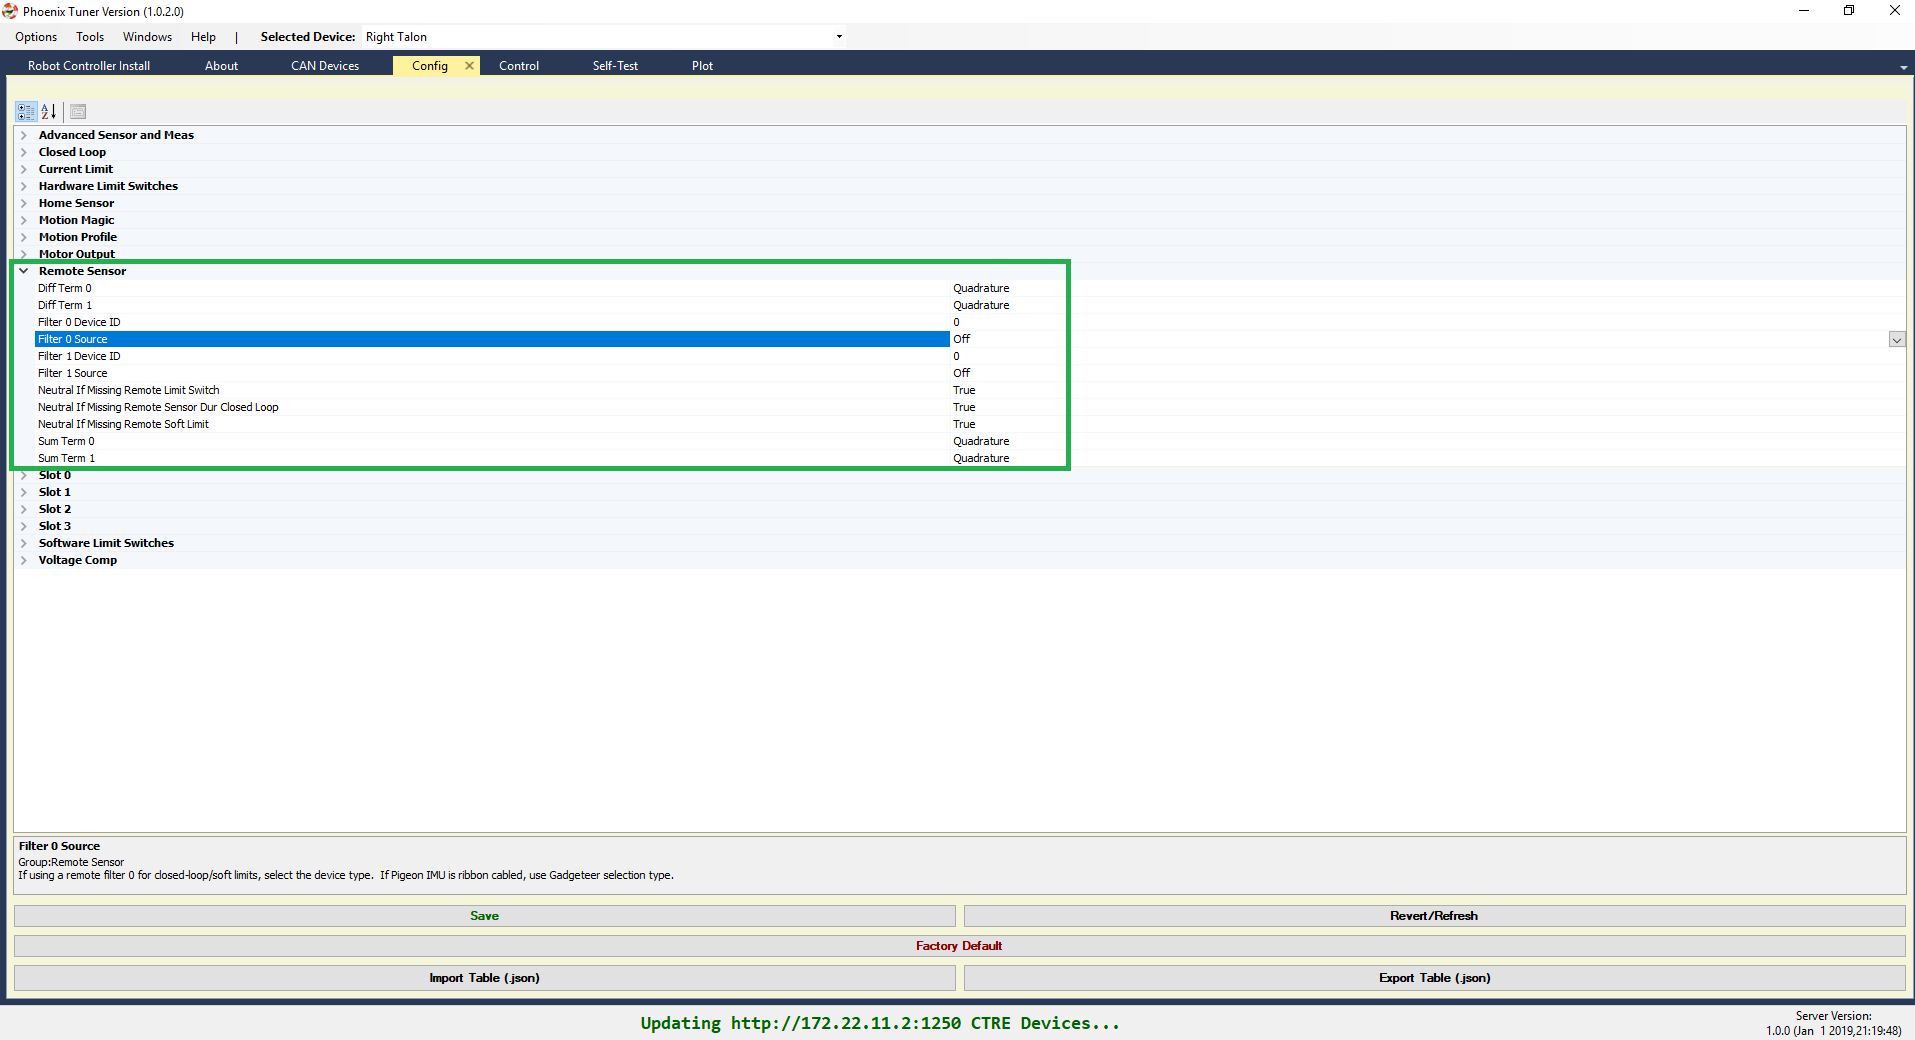 Phoenix Tuner Version (1.0.2.0)
Options Tools Windows Help | Selected Device: Right Talon
Robot Controller Install About CAN Devices Config Control Self-Test Plot
Advanced Sensor and Meas
Closed Loop
Current Limit
Hardware Limit Switches
Home Sensor
Motion Magic
Motion Profile
Motor Output
Remote Sensor
Diff Term 0 Quadrature
Diff Term 1 Quadrature
Filter 0 Device ID 0
Filter 0 Source Off
Filter 1 Device ID 0
Filter 1 Source Off
Neutral If Missing Remote Limit Switch True
Neutral If Missing Remote Sensor Dur Closed Loop True
Neutral If Missing Remote Soft Limit True
Sum Term 0 Quadrature
Sum Term 1 Quadrature
Slot 0
Slot 1
Slot 2
Slot 3
Software Limit Switches
Voltage Comp
Filter 0 Source
Group:Remote Sensor
If using a remote filter 0 for closed-loop/soft limits, select the device type.  If Pigeon IMU is ribbon cabled, use Gadgeteer selection type.
Save Revert/Refresh
Factory Default
Import Table (.json) Export Table (.json)
Updating http://172.22.11.2:1250 CTRE Devices...
Server Version:
1.0.0 (Jan  1 2019,21:19:48)